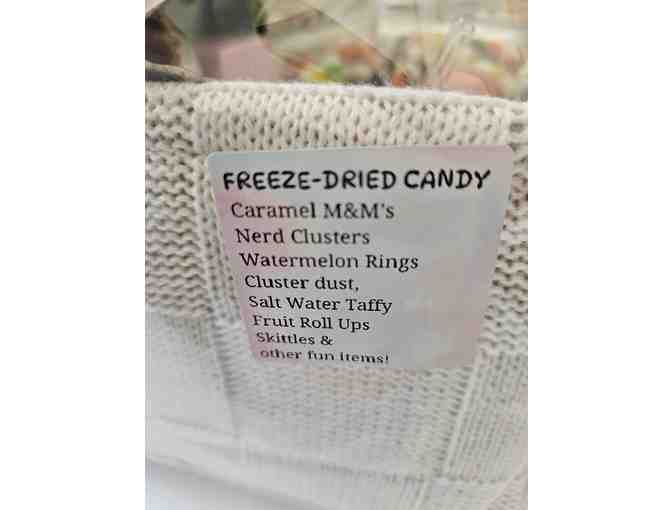 FREEZE-DRIED CANDY
Caramel M&M's
Nerd Clusters
Watermelon Rings
Cluster dust,
Salt Water Taffy
Fruit Roll Ups
Skittles &
other fun items!